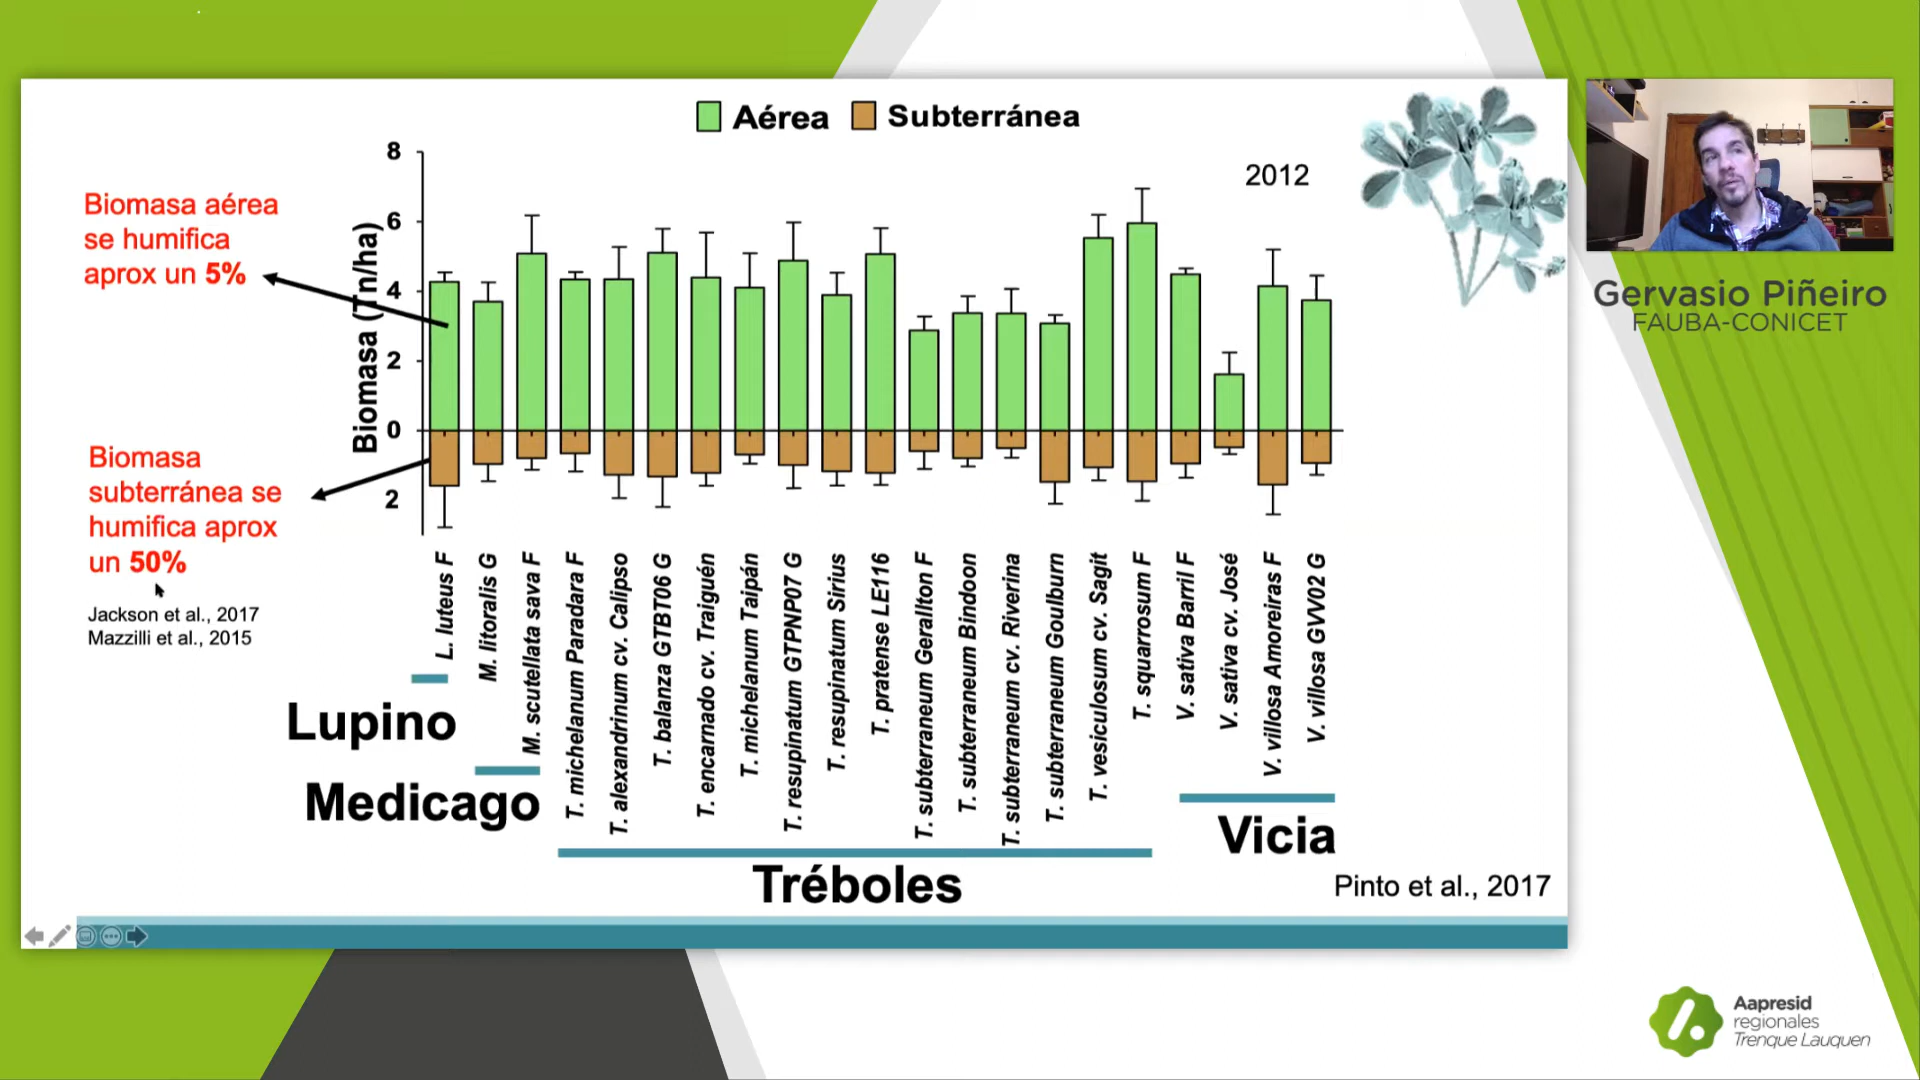 Aérea
Subterránea
2012
Biomasa aérea
se humifica
aprox un 5%
Biomasa
subterránea se
humifica aprox
un 50%
Jackson et al., 2017
Mazzilli et al., 2015
Biomasa (Tn/ha)
8
6
4
2
0
2
L. luteus F
M. litoralis G
M. scutellata sava F
T. michelanum Paradara F
T. alexandrinum cv. Calipso
T. balanza GTBT06 G
T. encarnado cv. Traiguén
T. michelanum Taipán
T. resupinatum GTPNP07 G
T. resupinatum Sirius
T. pratense LE116
T. subterraneum Gerallton F
T. subterraneum Bindoon
T. subterraneum cv. Riverina
T. subterraneum Goulburn
T. vesiculosum cv. Sagit
T. squarrosum F
V. sativa Barril F
V. sativa cv. José
V. villosa Amoreiras F
V. villosa GVV02 G
Lupino
Medicago
Tréboles
Vicia
Pinto et al., 2017
Gervasio Piñeiro
FAUBA-CONICET
Aapresid
regionales
Trenque Lauquen